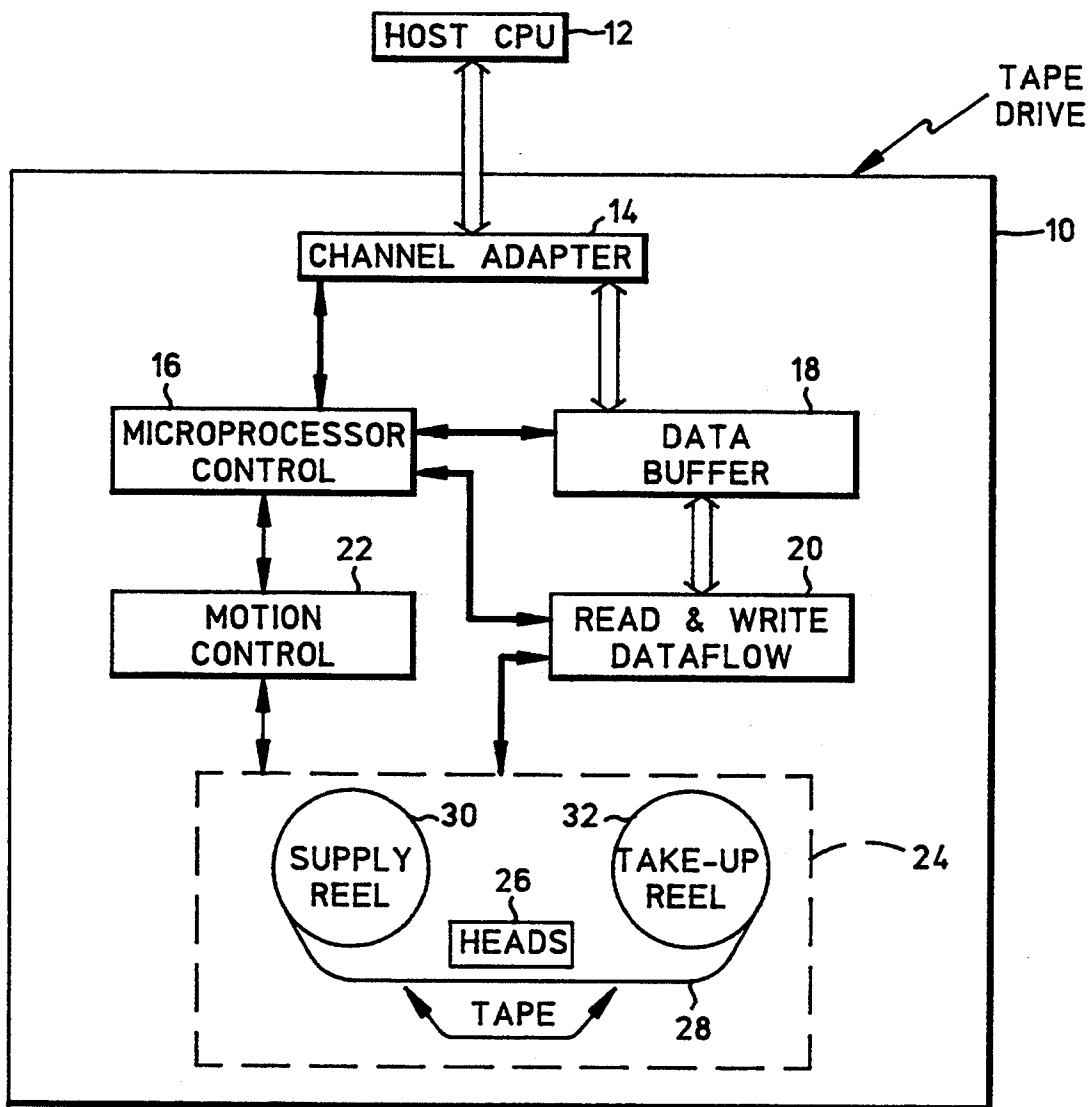 HOST CPU
12
TAPE
DRIVE
14
CHANNEL ADAPTER
10
16
MICROPROCESSOR
CONTROL
18
DATA
BUFFER
22
MOTION
CONTROL
20
READ & WRITE
DATAFLOW
30
SUPPLY
REEL
32
TAKE-UP
REEL
24
26
HEADS
TAPE
28